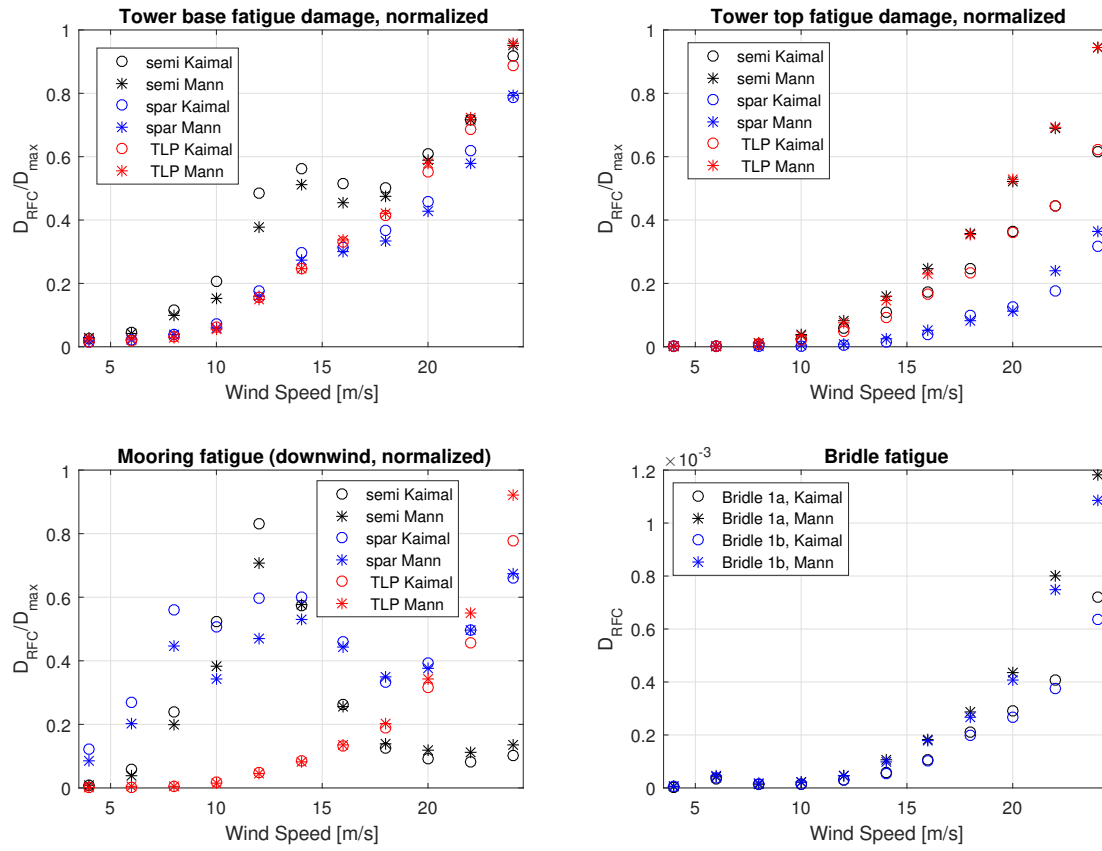 Tower base fatigue damage, normalized
1
0.8
0.6
0.4
0.2
0
D_RFC/D_max
semi Kaimal
semi Mann
spar Kaimal
spar Mann
TLP Kaimal
TLP Mann
5 10 15 20
Wind Speed [m/s]
Tower top fatigue damage, normalized
1
0.8
0.6
0.4
0.2
0
D_RFC/D_max
semi Kaimal
semi Mann
spar Kaimal
spar Mann
TLP Kaimal
TLP Mann
5 10 15 20
Wind Speed [m/s]
Mooring fatigue (downwind, normalized)
1
0.8
0.6
0.4
0.2
0
D_RFC/D_max
semi Kaimal
semi Mann
spar Kaimal
spar Mann
TLP Kaimal
TLP Mann
5 10 15 20
Wind Speed [m/s]
Bridle fatigue
×10^-3
1.2
1
0.8
0.6
0.4
0.2
0
D_RFC
Bridle 1a, Kaimal
Bridle 1a, Mann
Bridle 1b, Kaimal
Bridle 1b, Mann
5 10 15 20
Wind Speed [m/s]